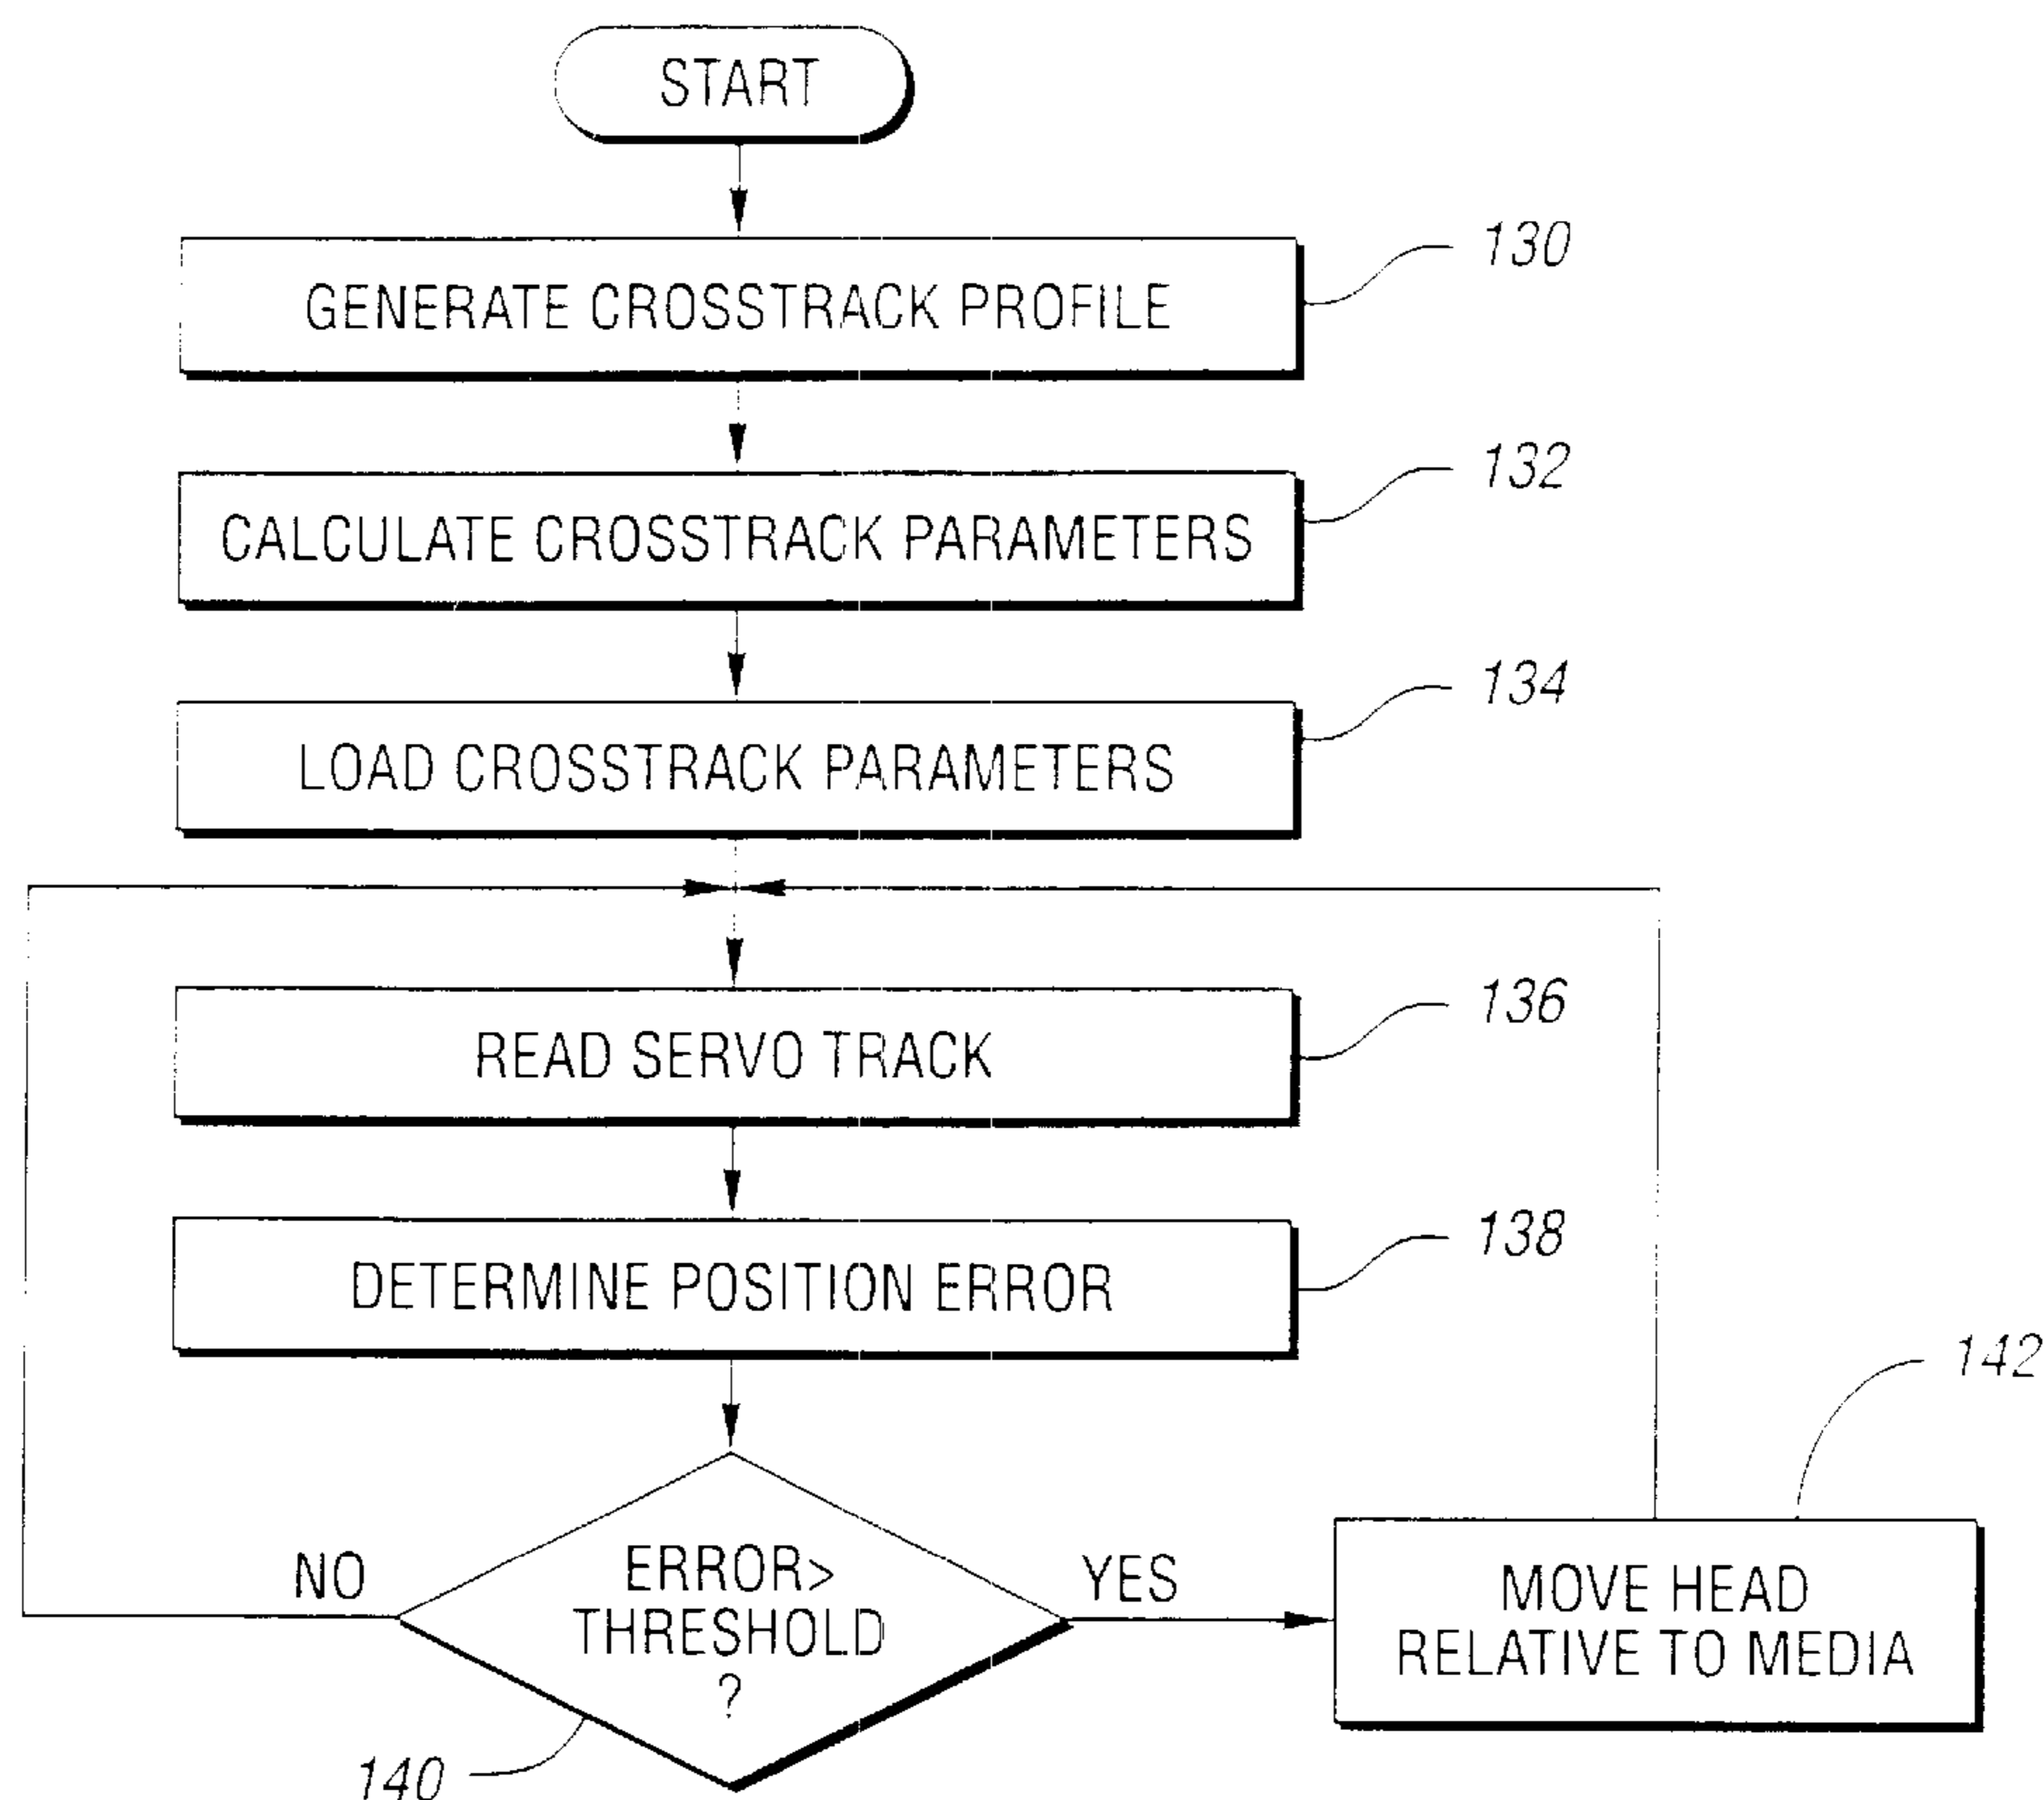 START
130
GENERATE CROSSTRACK PROFILE
132
CALCULATE CROSSTRACK PARAMETERS
134
LOAD CROSSTRACK PARAMETERS
136
READ SERVO TRACK
138
DETERMINE POSITION ERROR
142
NO
ERROR>
THRESHOLD
?
YES
MOVE HEAD
RELATIVE TO MEDIA
140